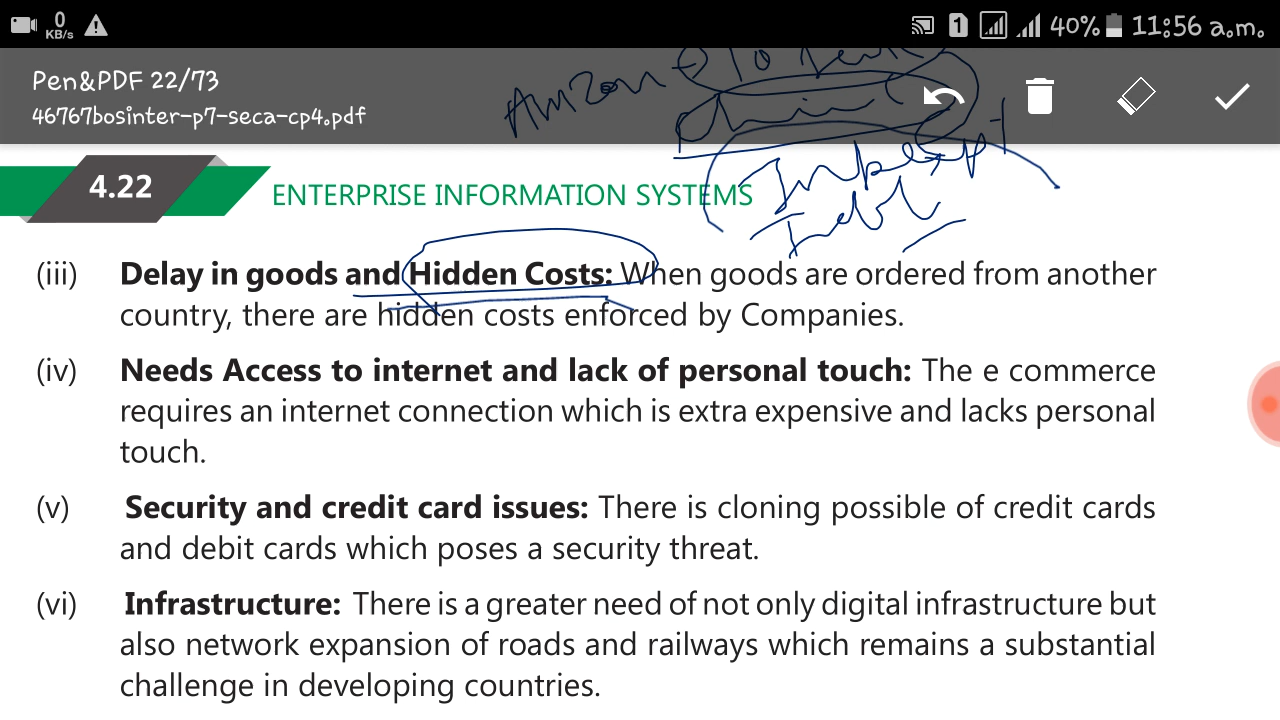 0
KB/s
1
40%
11:56 a.m.
Pen&PDF 22/73
46767bosinter-p7-seca-cp4.pdf
Amzon
4.22
ENTERPRISE INFORMATION SYSTEMS
(iii) Delay in goods and Hidden Costs: When goods are ordered from another
country, there are hidden costs enforced by Companies.
(iv) Needs Access to internet and lack of personal touch: The e commerce
requires an internet connection which is extra expensive and lacks personal
touch.
(v) Security and credit card issues: There is cloning possible of credit cards
and debit cards which poses a security threat.
(vi) Infrastructure: There is a greater need of not only digital infrastructure but
also network expansion of roads and railways which remains a substantial
challenge in developing countries.